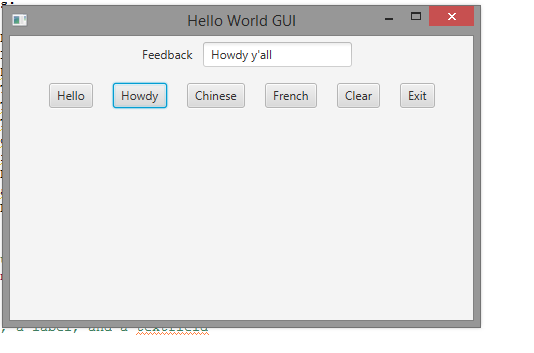 Hello World GUI
Feedback Howdy y'all
Hello Howdy Chinese French Clear Exit
, a label, and a textfield